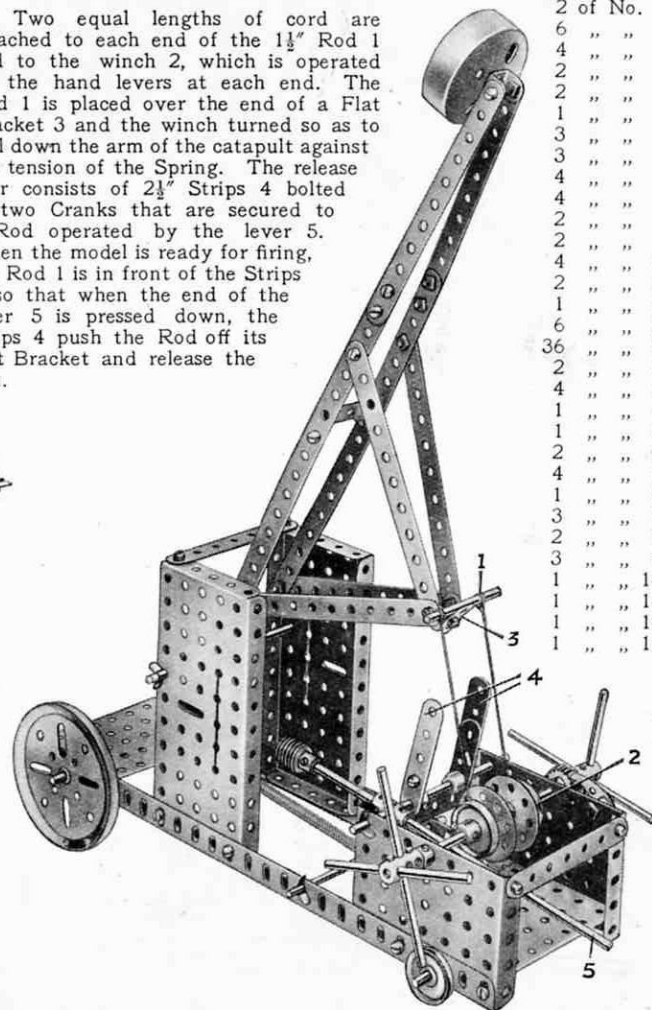 Two equal lengths of cord are
to each end of the 1½″ Rod 1
to the winch 2, which is operated
the hand levers at each end. The
1 is placed over the end of a Flat
3 and the winch turned so as to
down the arm of the catapult against
tension of the Spring. The release
consists of 2½″ Strips 4 bolted
two Cranks that are secured to
Rod operated by the lever 5.
the model is ready for firing,
Rod 1 is in front of the Strips
so that when the end of the
5 is pressed down, the
4 push the Rod off its
Bracket and release the
2 of No.
6 " "
4 " "
2 " "
2 " "
1 " "
3 " "
3 " "
4 " "
4 " "
2 " "
2 " "
4 " "
2 " "
1 " "
6 " "
36 " "
2 " "
4 " "
1 " "
1 " "
2 " "
4 " "
1 " "
3 " "
2 " "
3 " "
1 " " 1
1 " " 1
1 " " 1
1 " " 1
1
3
4
2
5